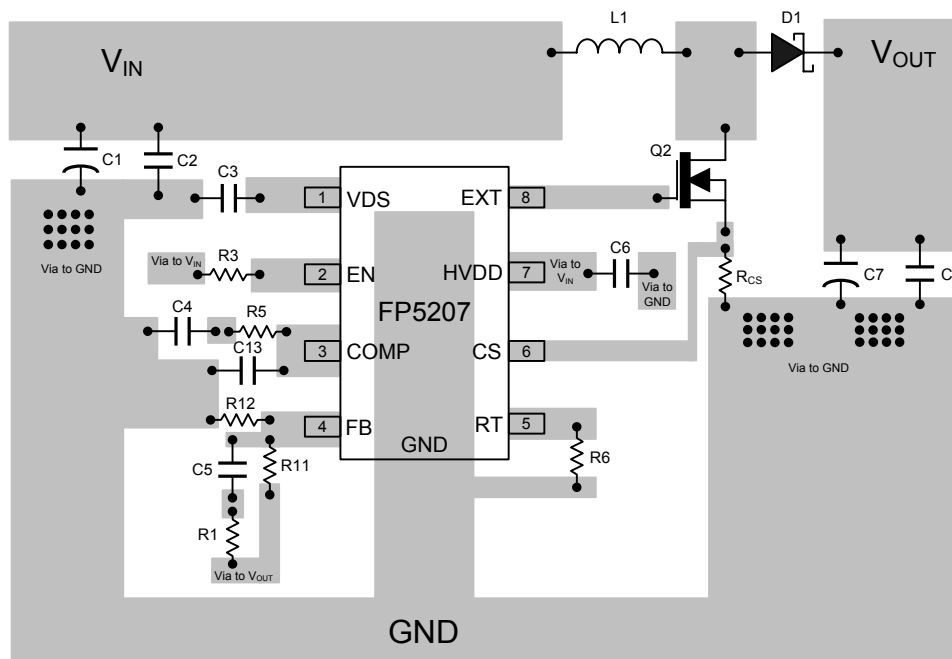 L1
D1
VIN
VOUT
C1
C2
C3
Q2
1
VDS
EXT
8
Via to GND
Via to VIN
R3
2
EN
HVDD
7
Via to VIN
C6
Via to GND
RCS
C7
C
FP5207
C4
R5
C13
3
COMP
CS
6
Via to GND
R12
4
FB
RT
5
GND
C5
R11
R6
R1
Via to VOUT
GND